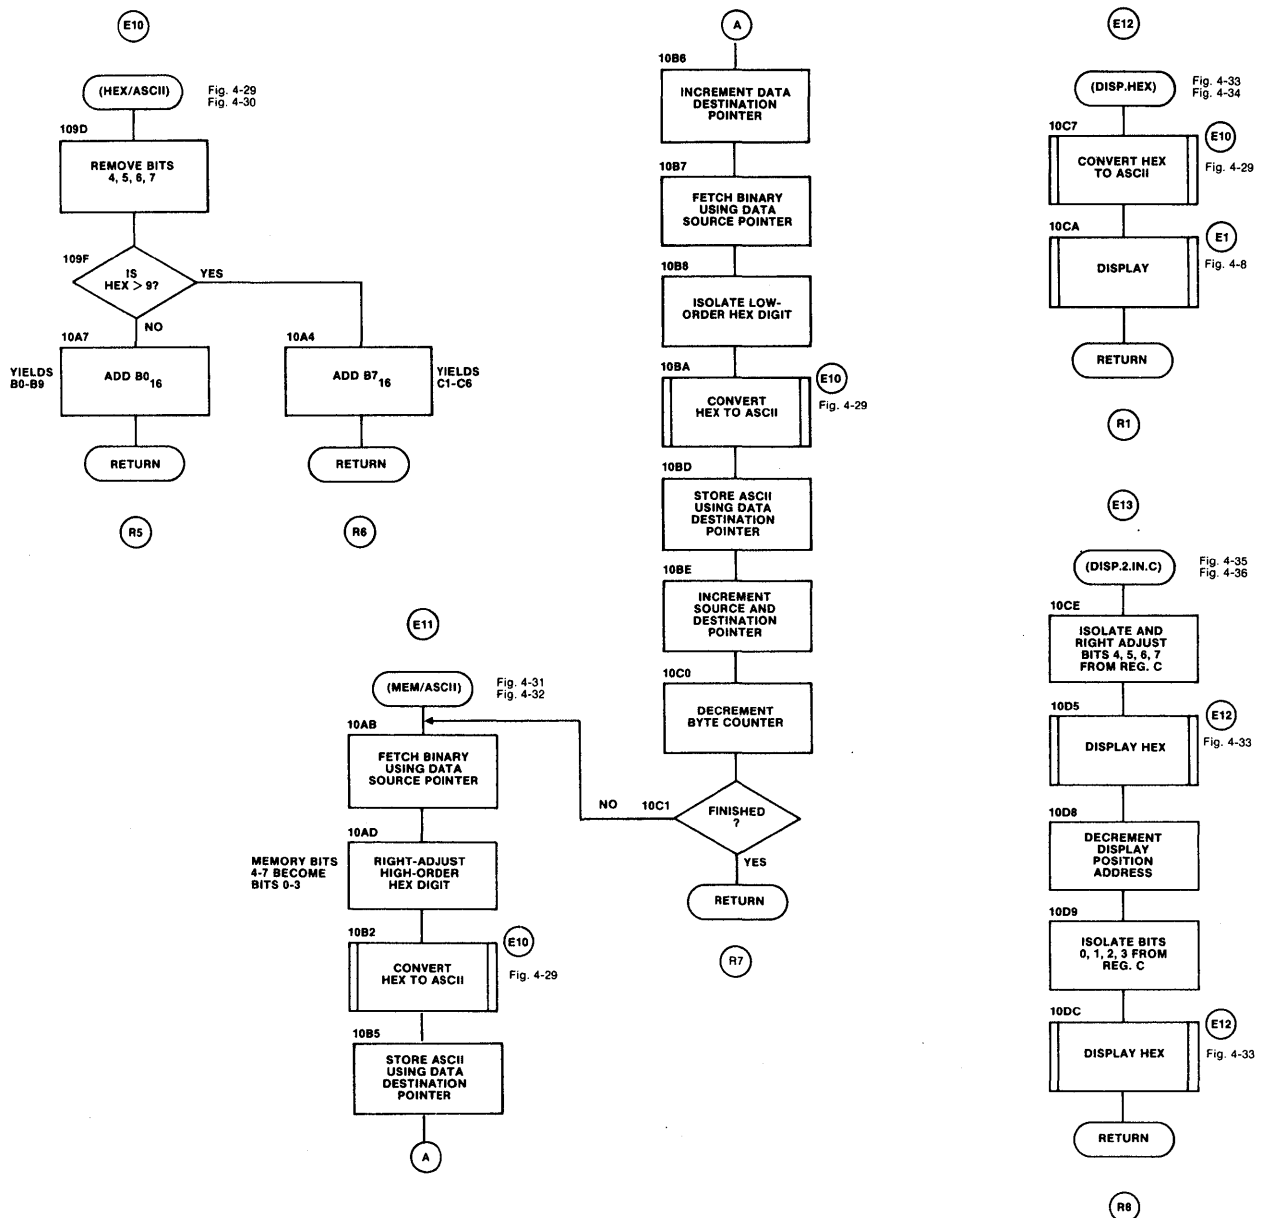 E10
(HEX/ASCII)
Fig. 4-29
Fig. 4-30
109D
REMOVE BITS
4, 5, 6, 7
109F
IS
HEX > 9?
YES
NO
10A7
YIELDS
B0-B9
ADD B0₁₆
10A4
ADD B7₁₆
YIELDS
C1-C6
RETURN
RETURN
R5
R6
E11
(MEM/ASCII)
Fig. 4-31
Fig. 4-32
10AB
FETCH BINARY
USING DATA
SOURCE POINTER
10AD
MEMORY BITS
4-7 BECOME
BITS 0-3
RIGHT-ADJUST
HIGH-ORDER
HEX DIGIT
10B2
CONVERT
HEX TO ASCII
E10
Fig. 4-29
10B5
STORE ASCII
USING DATA
DESTINATION
POINTER
A
A
10B6
INCREMENT DATA
DESTINATION
POINTER
10B7
FETCH BINARY
USING DATA
SOURCE POINTER
10B8
ISOLATE LOW-
ORDER HEX DIGIT
10BA
CONVERT
HEX TO ASCII
E10
Fig. 4-29
10BD
STORE ASCII
USING DATA
DESTINATION
POINTER
10BE
INCREMENT
SOURCE AND
DESTINATION
POINTER
10C0
DECREMENT
BYTE COUNTER
NO
10C1
FINISHED
?
YES
RETURN
R7
E12
(DISP.HEX)
Fig. 4-33
Fig. 4-34
10C7
CONVERT HEX
TO ASCII
E10
Fig. 4-29
10CA
DISPLAY
E1
Fig. 4-8
RETURN
R1
E13
(DISP.2.IN.C)
Fig. 4-35
Fig. 4-36
10CE
ISOLATE AND
RIGHT ADJUST
BITS 4, 5, 6, 7
FROM REG. C
10D5
DISPLAY HEX
E12
Fig. 4-33
10D8
DECREMENT
DISPLAY
POSITION
ADDRESS
10D9
ISOLATE BITS
0, 1, 2, 3 FROM
REG. C
10DC
DISPLAY HEX
E12
Fig. 4-33
RETURN
R8